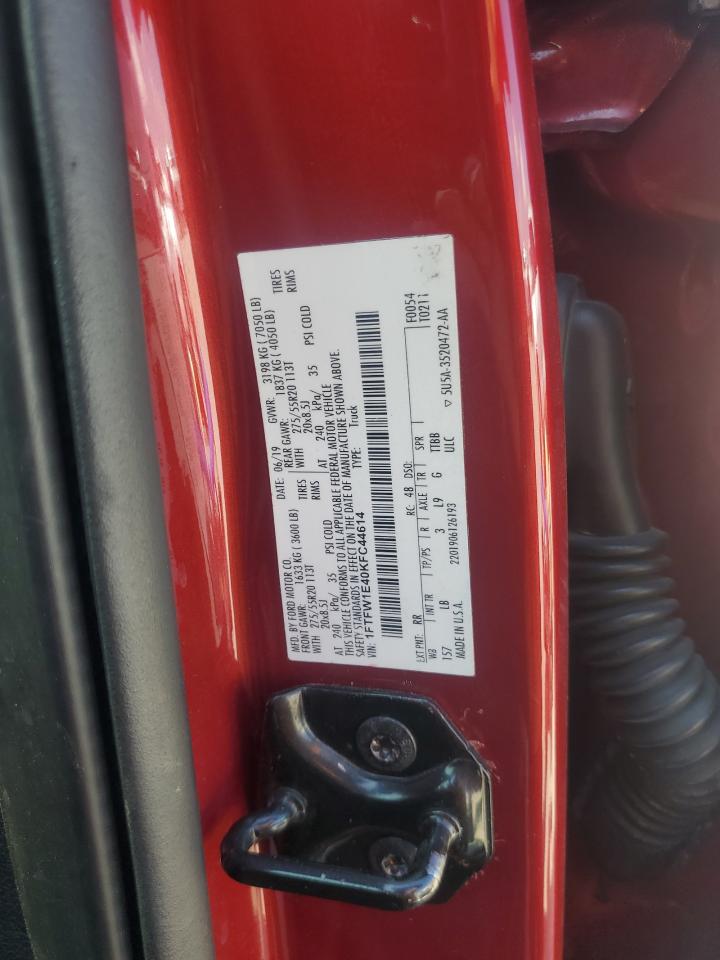 MFD. BY FORD MOTOR CO. DATE: 06/19 GVWR: 3198 KG ( 7050 LB)
FRONT GAWR: 1633 KG ( 3600 LB) REAR GAWR: 1837 KG ( 4050 LB)
WITH 275/55R20 113T TIRES WITH 275/55R20 113T TIRES
20x8.5J RIMS 20x8.5J RIMS
AT 240 kPa/ 35 PSI COLD AT 240 kPa/ 35 PSI COLD
THIS VEHICLE CONFORMS TO ALL APPLICABLE FEDERAL MOTOR VEHICLE
SAFETY STANDARDS IN EFFECT ON THE DATE OF MANUFACTURE SHOWN ABOVE.
VIN: 1FTFW1E40KFC44614 TYPE: Truck
F0054
T0211
EXT PNT: RR RC: 48 DSO:
WB INT TR TP/PS R AXLE TR SPR
157 LB 3 L9 G TTBB
2201906126193 ULC
MADE IN U.S.A. ▽ 5U5A-3520472-AA